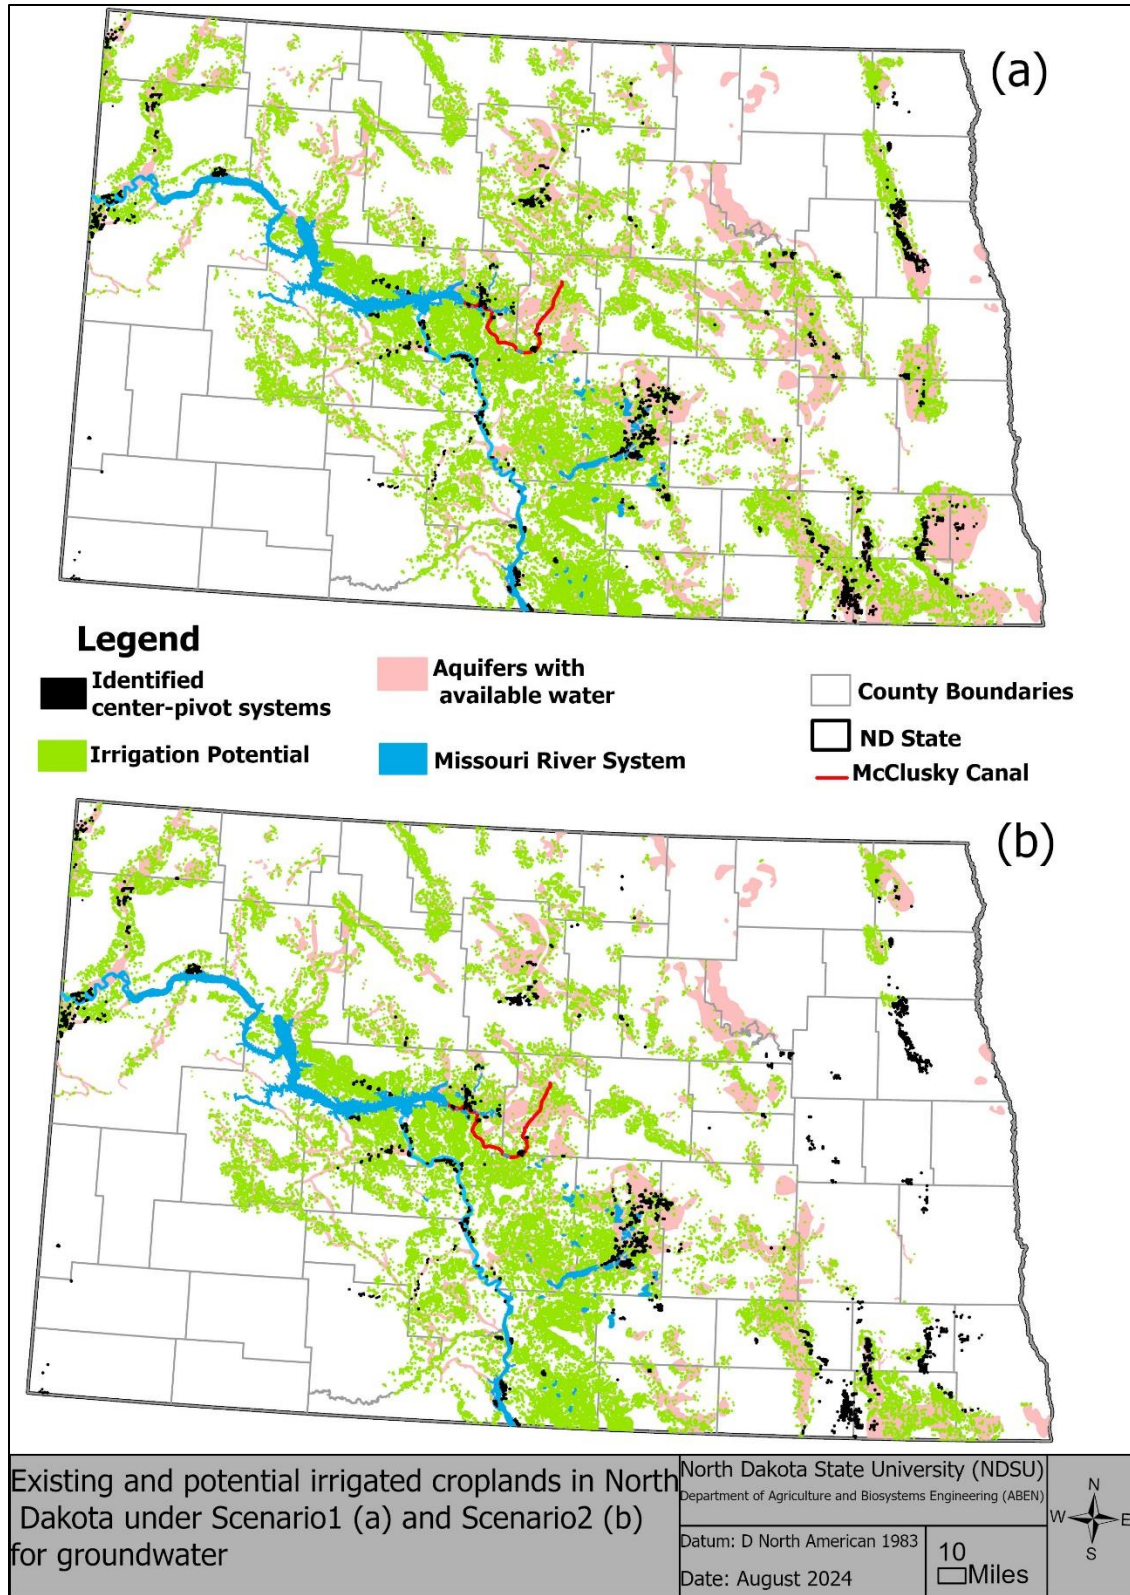 (a)
Legend
Identified
center-pivot systems
Aquifers with
available water
County Boundaries
Irrigation Potential
Missouri River System
ND State
McClusky Canal
(b)
Existing and potential irrigated croplands in North
Dakota under Scenario1 (a) and Scenario2 (b)
for groundwater
North Dakota State University (NDSU)
Department of Agriculture and Biosystems Engineering (ABEN)
Datum: D North American 1983
Date: August 2024
10
Miles
N
W
E
S